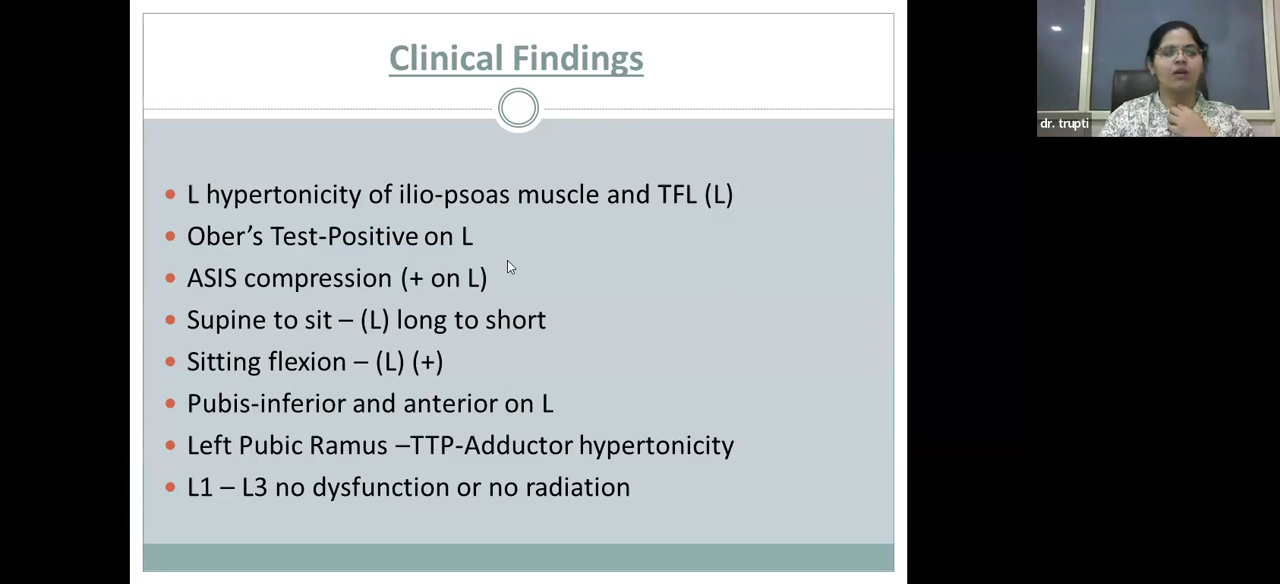 Clinical Findings
dr. trupti
• L hypertonicity of ilio-psoas muscle and TFL (L)
• Ober’s Test-Positive on L
• ASIS compression (+ on L)
• Supine to sit – (L) long to short
• Sitting flexion – (L) (+)
• Pubis-inferior and anterior on L
• Left Pubic Ramus –TTP-Adductor hypertonicity
• L1 – L3 no dysfunction or no radiation